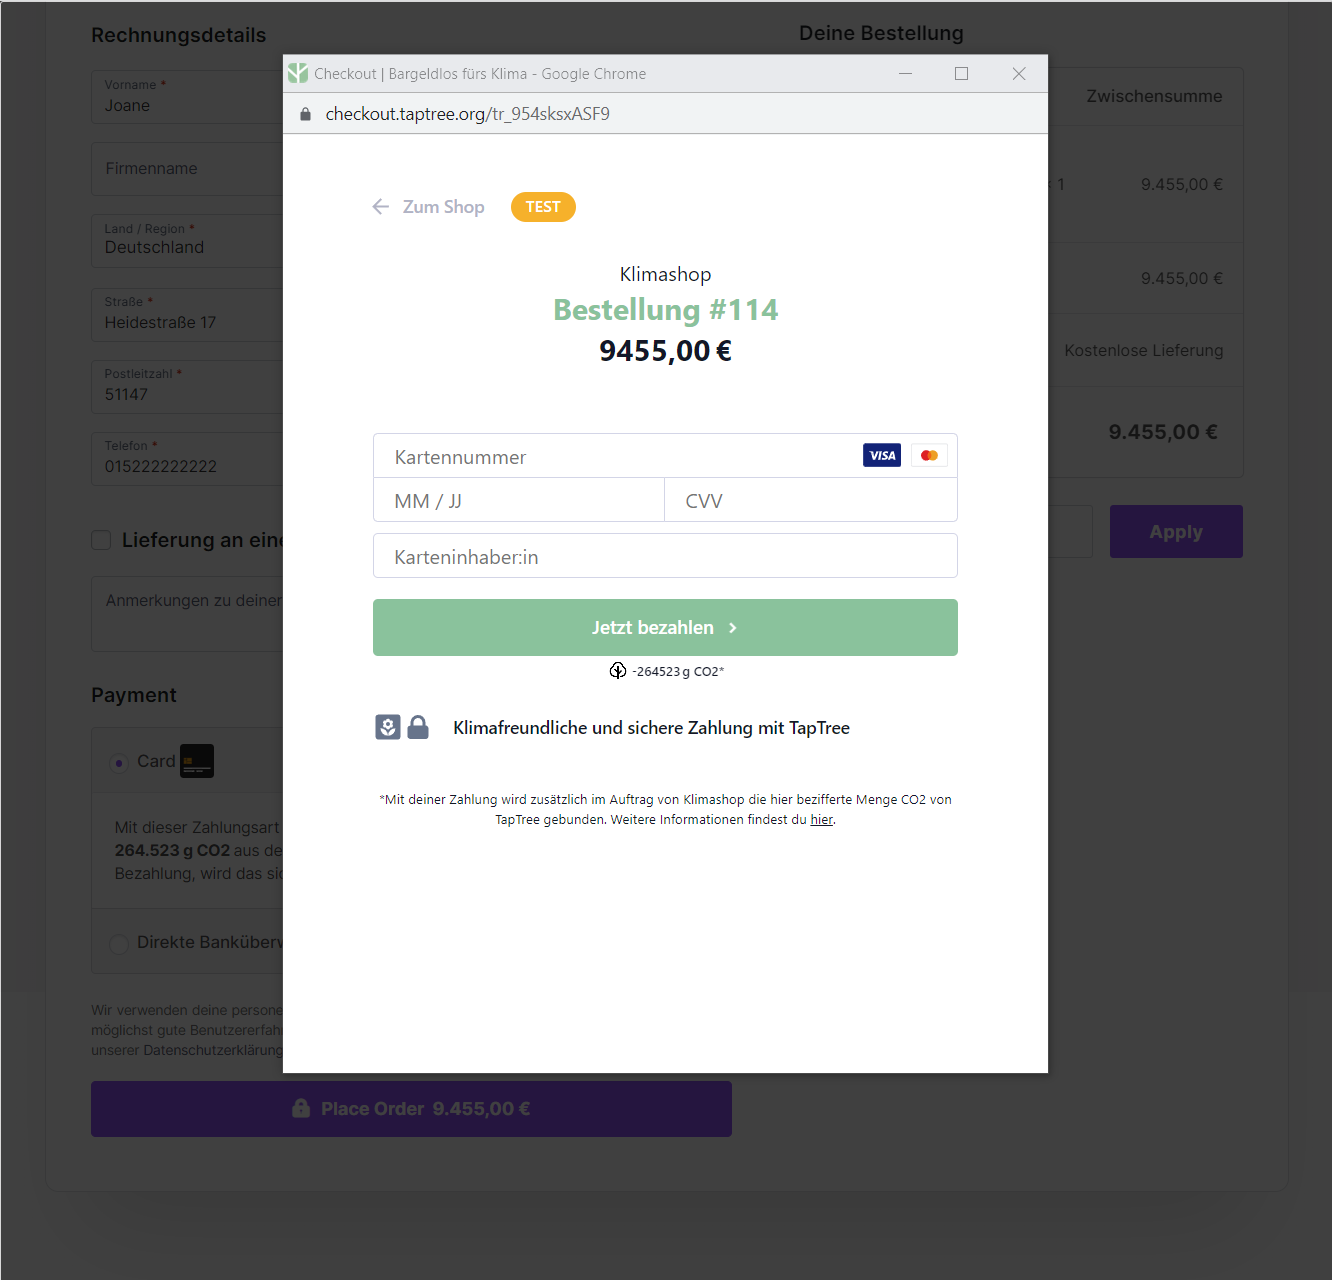 Rechnungsdetails
Deine Bestellung
Vorname *
Joane
Firmenname
Land / Region *
Deutschland
Straße *
Heidestraße 17
Postleitzahl *
51147
Telefon *
015222222222
Lieferung an eine
Anmerkungen zu deiner
Payment
Card
Mit dieser Zahlungsart
264.523 g CO2 aus de
Bezahlung, wird das si
Direkte Banküber
Wir verwenden deine persone
möglichst gute Benutzererfah
unserer Datenschutzerklärung
Place Order 9.455,00 €
Checkout | Bargeldlos fürs Klima - Google Chrome
checkout.taptree.org/tr_954sksxASF9
Zum Shop
TEST
Klimashop
Bestellung #114
9455,00 €
Kartennummer
VISA
MM / JJ
CVV
Karteninhaber:in
Jetzt bezahlen
-264523 g CO2*
Klimafreundliche und sichere Zahlung mit TapTree
*Mit deiner Zahlung wird zusätzlich im Auftrag von Klimashop die hier bezifferte Menge CO2 von
TapTree gebunden. Weitere Informationen findest du hier.
Zwischensumme
1
9.455,00 €
9.455,00 €
Kostenlose Lieferung
9.455,00 €
Apply